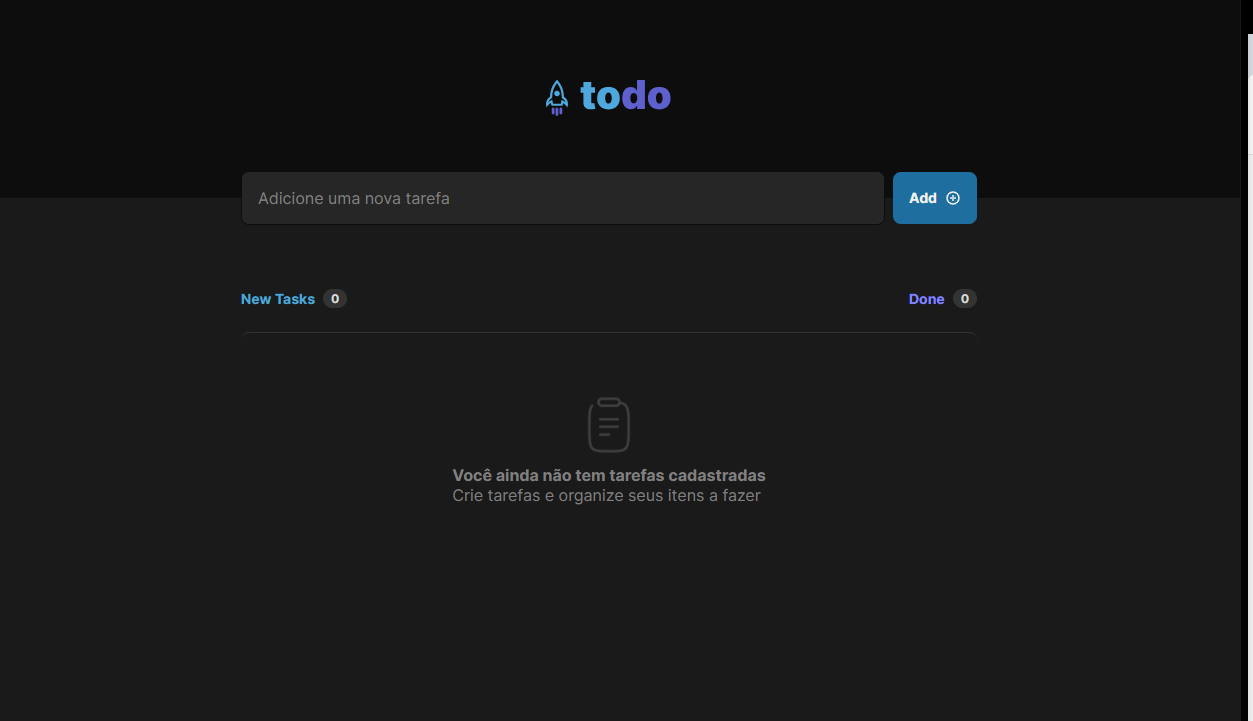 todo
Adicione uma nova tarefa
Add
New Tasks 0
Done 0
Você ainda não tem tarefas cadastradas
Crie tarefas e organize seus itens a fazer